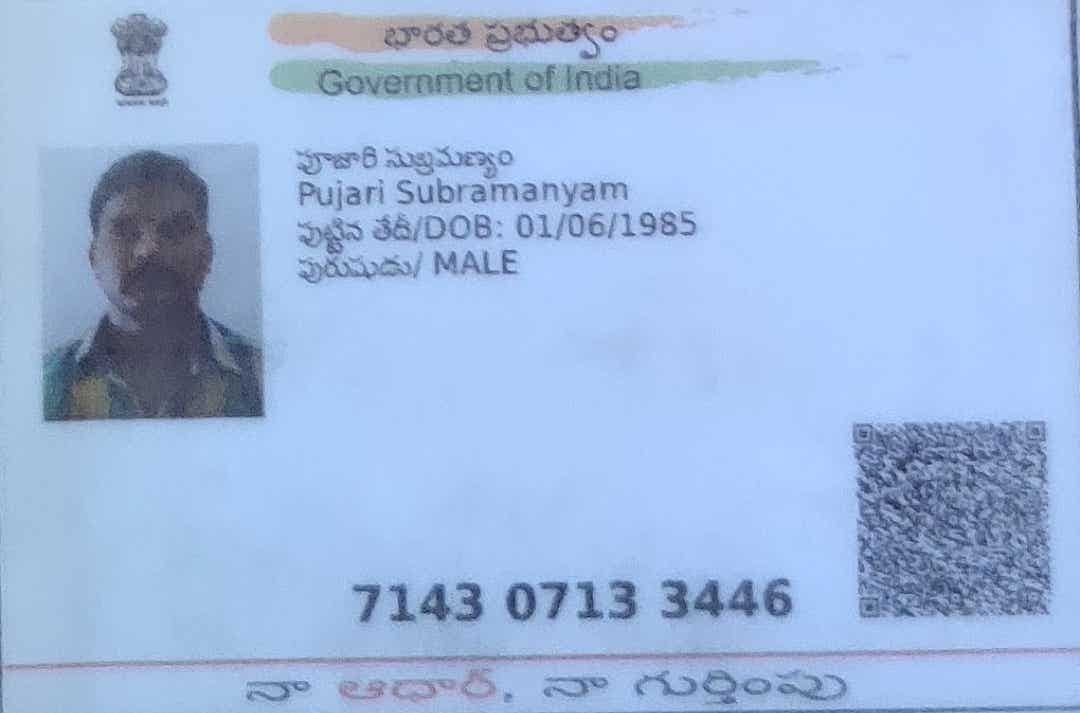 భారత ప్రభుత్వం
Government of India
పూజారి సుబ్రమణ్యం
Pujari Subramanyam
పుట్టిన తేదీ/DOB: 01/06/1985
పురుషుడు/ MALE
7143 0713 3446
నా ఆధార్, నా గుర్తింపు